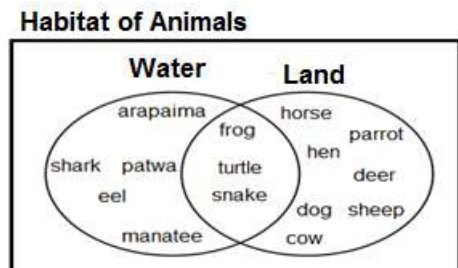 Habitat of Animals
Water Land
arapaima
frog
horse
parrot
hen
shark patwa turtle
deer
eel
snake
dog sheep
manatee
cow